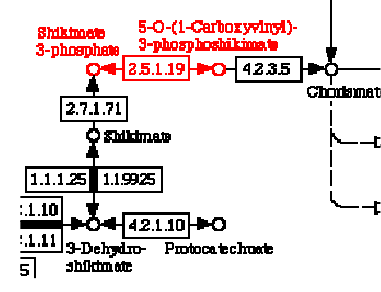 Shikimate
3-phosphate
5-O-(1-Carboxyvinyl)-
3-phosphoshikimate
2.5.1.19
4.2.3.5
Chorismat
2.7.1.71
Shikimate
1.1.1.25
1.1.99.25
.1.10
.1.11
4.2.1.10
3-Dehydro-
shikimate
Protocatechuate
5